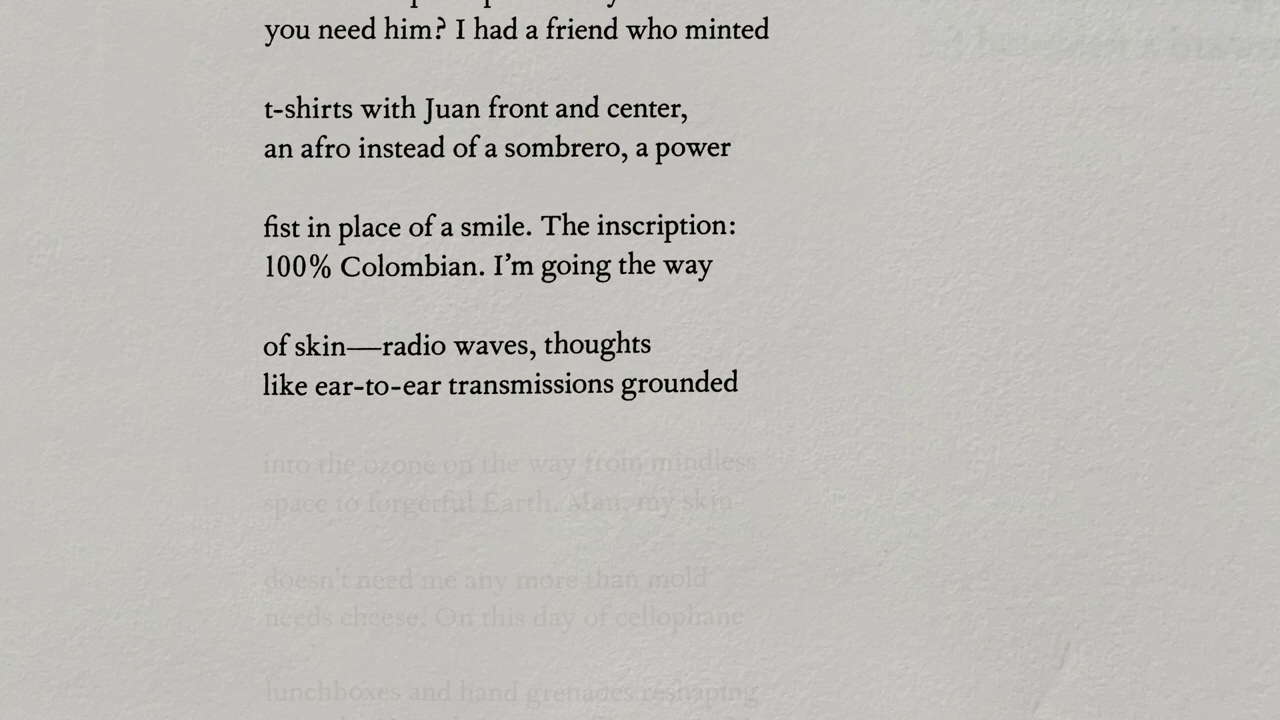 you need him? I had a friend who minted
t-shirts with Juan front and center,
an afro instead of a sombrero, a power
fist in place of a smile. The inscription:
100% Colombian. I'm going the way
of skin—radio waves, thoughts
like ear-to-ear transmissions grounded
into the ozone on the way from mindless
space to forgetful Earth. Man, my skin
doesn't need me any more than mold
needs cheese. On this day of cellophane
lunchboxes and hand grenades reshaping